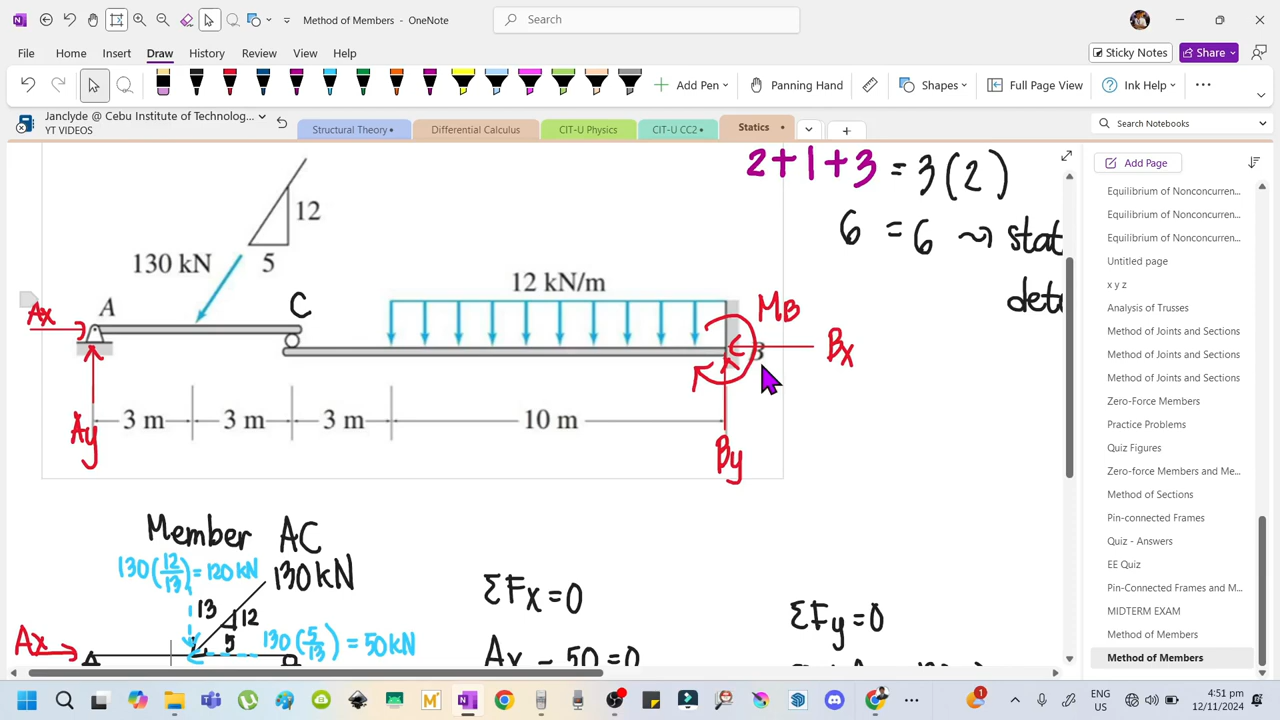 Method of Members - OneNote
Search
File Home Insert Draw History Review View Help
Sticky Notes
Share
Add Pen
Panning Hand
Shapes
Full Page View
Ink Help
Janclyde @ Cebu Institute of Technolog...
YT VIDEOS
Structural Theory
Differential Calculus
CIT-U Physics
CIT-U CC2
Statics
Search Notebooks
Add Page
Equilibrium of Nonconcurren...
Equilibrium of Nonconcurren...
Equilibrium of Nonconcurren...
Untitled page
x y z
Analysis of Trusses
Method of Joints and Sections
Method of Joints and Sections
Method of Joints and Sections
Zero-Force Members
Practice Problems
Quiz Figures
Zero-force Members and Me...
Method of Sections
Pin-connected Frames
Quiz - Answers
EE Quiz
Pin-Connected Frames and M...
MIDTERM EXAM
Method of Members
Method of Members
2+1+3 = 3(2)
6 = 6 ⤳ stat
dete
12
5
130 kN
12 kN/m
A
C
B
Ax
Ay
MB
Bx
By
3 m
3 m
3 m
10 m
Member AC
130(12/13)=120kN
130kN
13
12
5
130(5/13)=50kN
Ax
ΣFx=0
Ax - 50=0
ΣFy=0
ENG
US
4:51 pm
12/11/2024
1